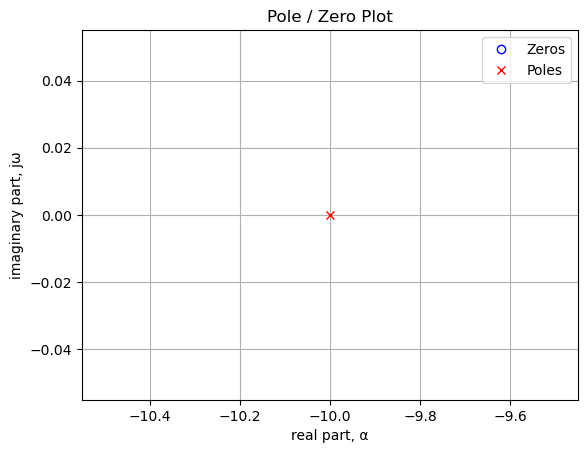 Pole / Zero Plot
Zeros
Poles
0.04
0.02
0.00
−0.02
−0.04
imaginary part, jω
−10.4
−10.2
−10.0
−9.8
−9.6
real part, α